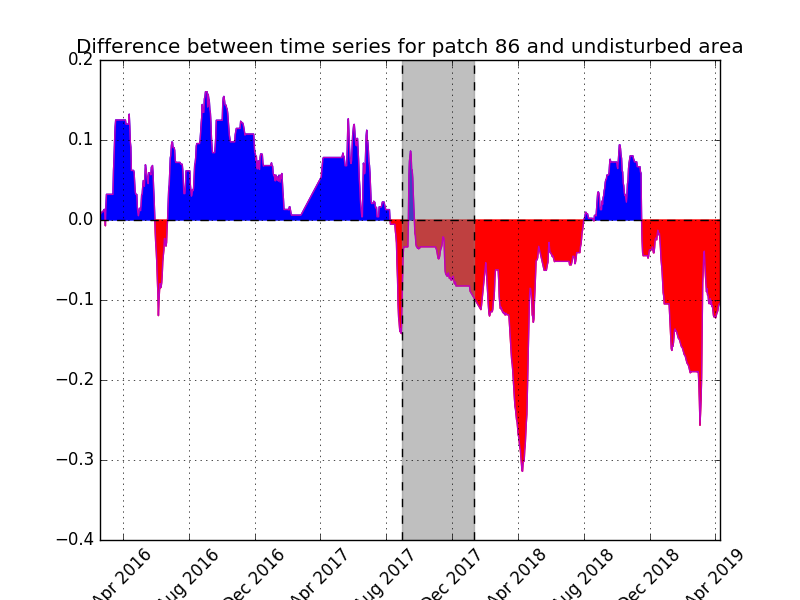 Difference between time series for patch 86 and undisturbed area
0.2
0.1
0.0
−0.1
−0.2
−0.3
−0.4
Apr 2016
Aug 2016
Dec 2016
Apr 2017
Aug 2017
Dec 2017
Apr 2018
Aug 2018
Dec 2018
Apr 2019